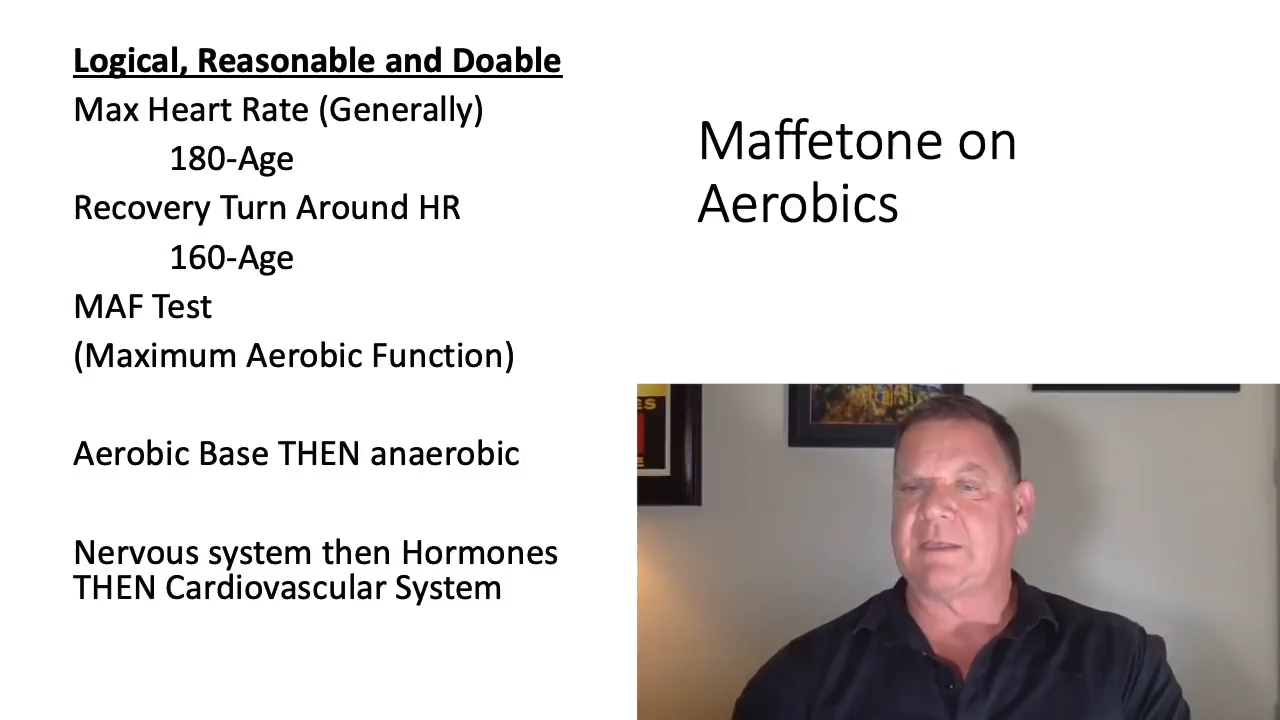 Logical, Reasonable and Doable
Max Heart Rate (Generally)
180-Age
Recovery Turn Around HR
160-Age
MAF Test
(Maximum Aerobic Function)
Aerobic Base THEN anaerobic
Nervous system then Hormones
THEN Cardiovascular System
Maffetone on
Aerobics